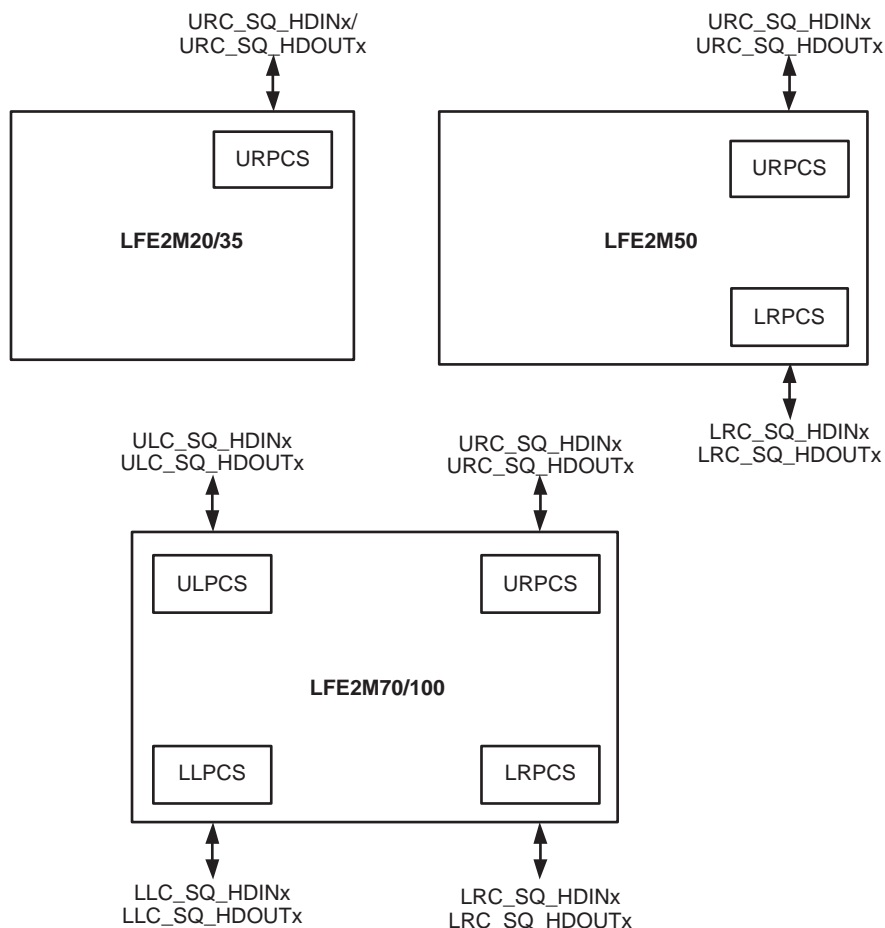 URC_SQ_HDINx/
URC_SQ_HDOUTx
URPCS
LFE2M20/35
URC_SQ_HDINx
URC_SQ_HDOUTx
URPCS
LFE2M50
LRPCS
LRC_SQ_HDINx
LRC_SQ_HDOUTx
ULC_SQ_HDINx
ULC_SQ_HDOUTx
URC_SQ_HDINx
URC_SQ_HDOUTx
ULPCS
URPCS
LFE2M70/100
LLPCS
LRPCS
LLC_SQ_HDINx
LLC_SQ_HDOUTx
LRC_SQ_HDINx
LRC_SQ_HDOUTx